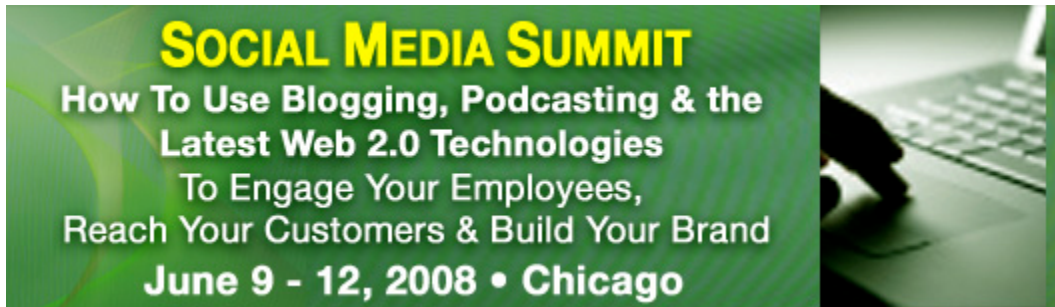 SOCIAL MEDIA SUMMIT
How To Use Blogging, Podcasting & the
Latest Web 2.0 Technologies
To Engage Your Employees,
Reach Your Customers & Build Your Brand
June 9 - 12, 2008 • Chicago